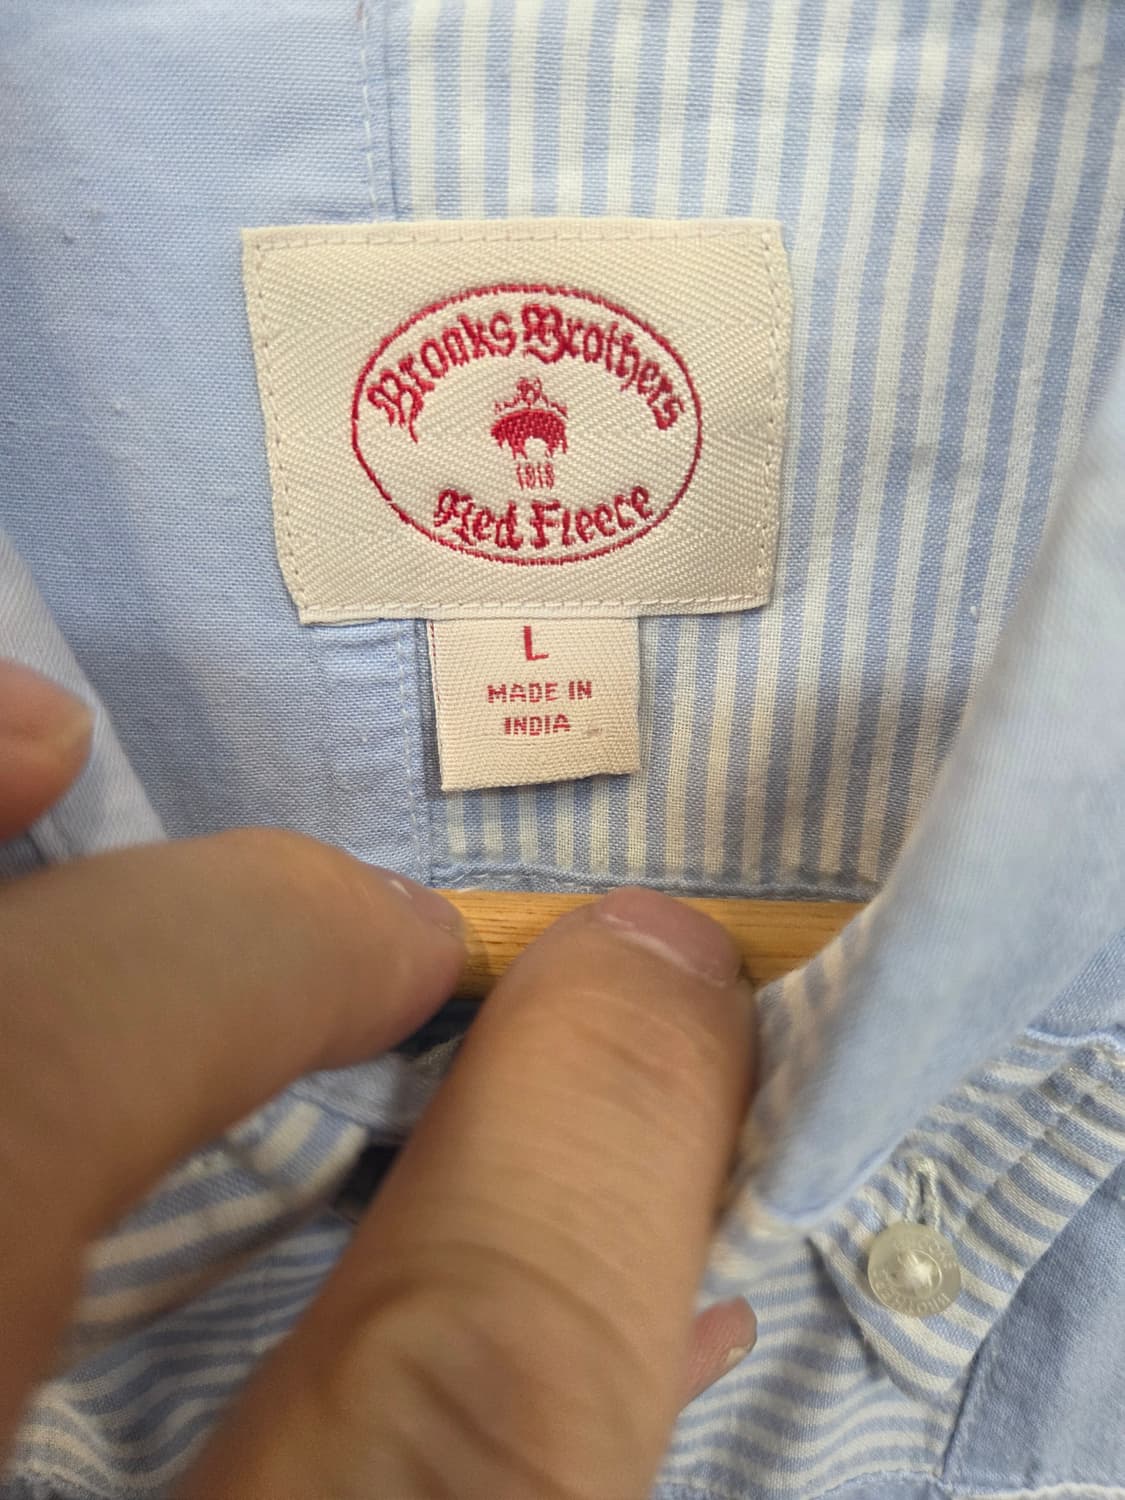 Brooks Brothers
1818
Red Fleece
L
MADE IN
INDIA